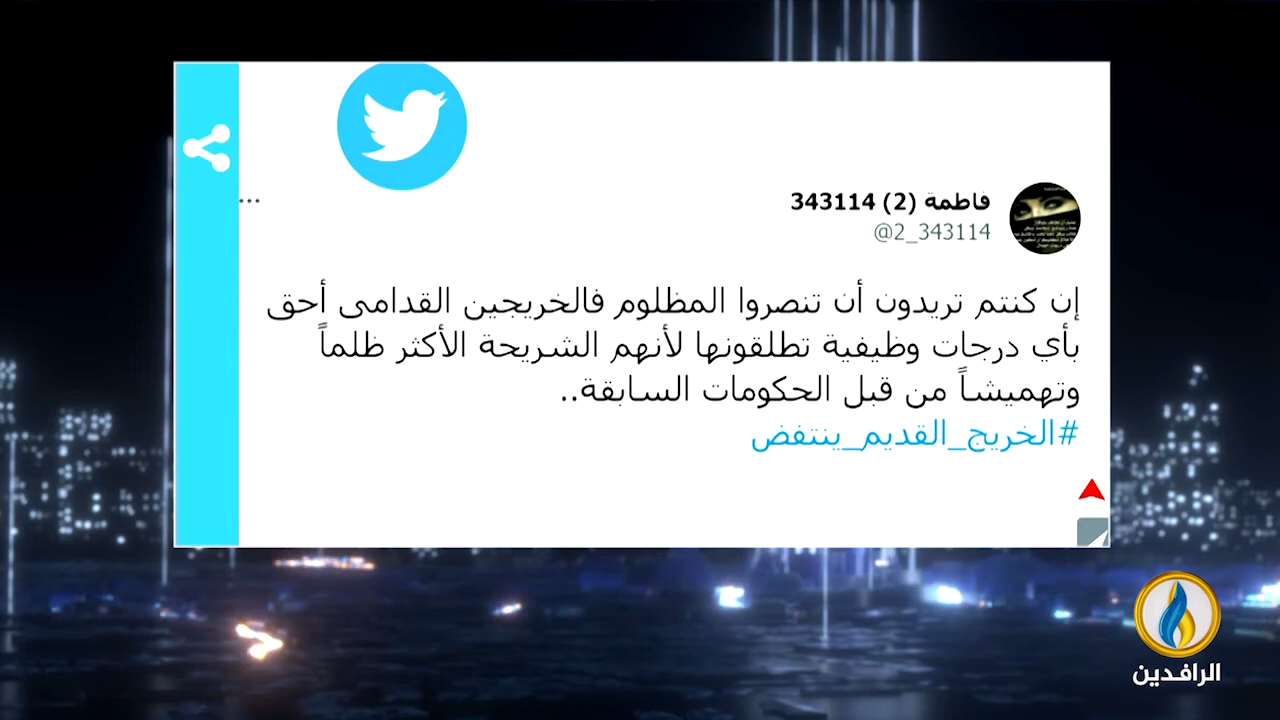 فاطمة (2) 343114
@2_343114
إن كنتم تريدون أن تنصروا المظلوم فالخريجين القدامى أحق
بأي درجات وظيفية تطلقونها لأنهم الشريحة الأكثر ظلماً
وتهميشاً من قبل الحكومات السابقة..
#الخريج_القديم_ينتفض
الرافدين